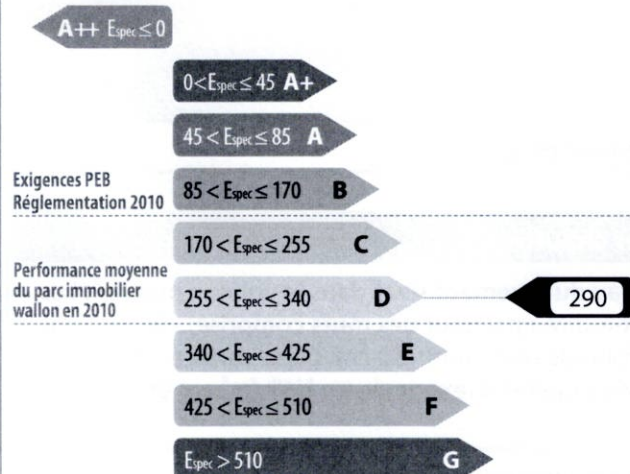 A++ Espec ≤ 0
0<Espec ≤ 45 A+
45 < Espec ≤ 85 A
Exigences PEB
Réglementation 2010
85 < Espec ≤ 170 B
170 < Espec ≤ 255 C
Performance moyenne
du parc immobilier
wallon en 2010
255 < Espec ≤ 340 D
290
340 < Espec ≤ 425 E
425 < Espec ≤ 510 F
Espec > 510 G